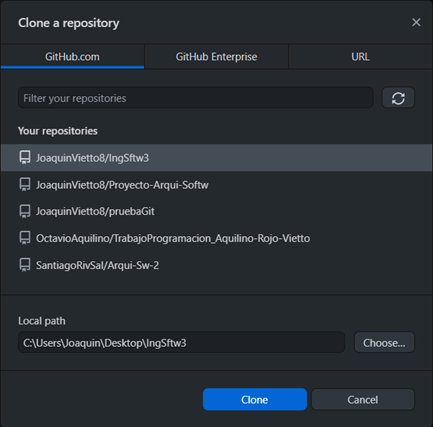 Clone a repository
GitHub.com GitHub Enterprise URL
Filter your repositories
Your repositories
JoaquinVietto8/IngSftw3
JoaquinVietto8/Proyecto-Arqui-Softw
JoaquinVietto8/pruebaGit
OctavioAquilino/TrabajoProgramacion_Aquilino-Rojo-Vietto
SantiagoRivSal/Arqui-Sw-2
Local path
C:\Users\Joaquin\Desktop\IngSftw3 Choose...
Clone Cancel